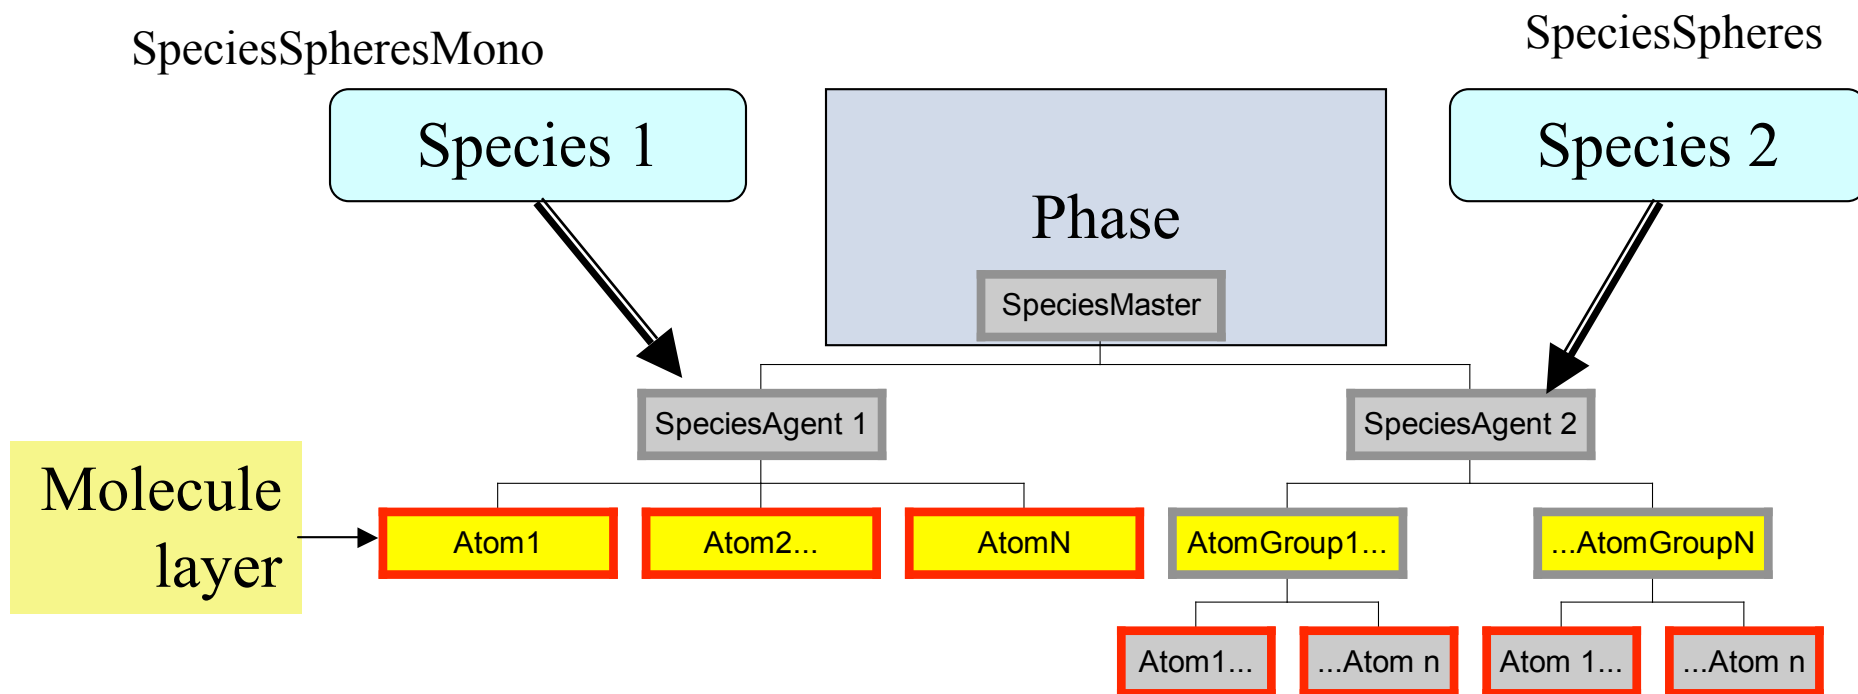 SpeciesSpheresMono
SpeciesSpheres
Species 1
Phase
Species 2
SpeciesMaster
SpeciesAgent 1
SpeciesAgent 2
Molecule
layer
Atom1
Atom2...
AtomN
AtomGroup1...
...AtomGroupN
Atom1...
...Atom n
Atom 1...
...Atom n